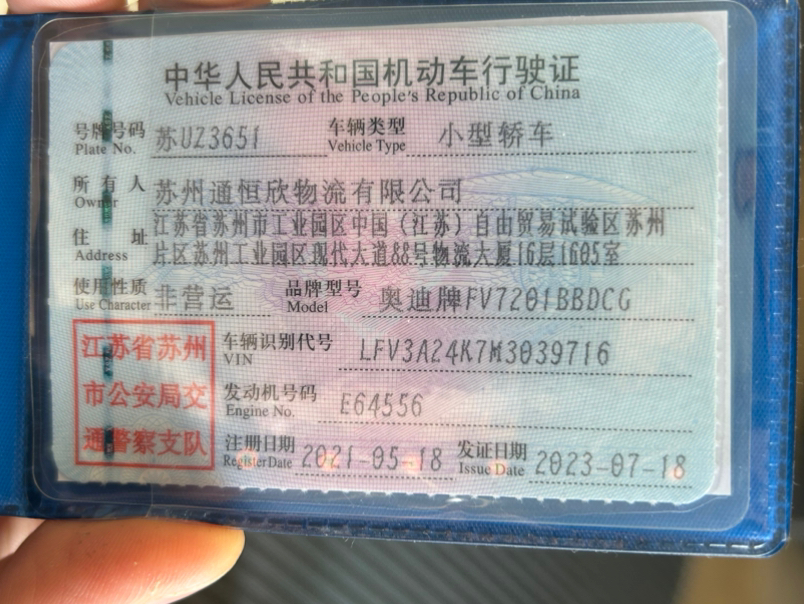 中华人民共和国机动车行驶证
Vehicle License of the People's Republic of China
号牌号码 苏UZ3651 车辆类型 小型轿车
Plate No. Vehicle Type
所有人 苏州通恒欣物流有限公司
Owner
住址 江苏省苏州市工业园区中国（江苏）自由贸易试验区苏州
Address 片区苏州工业园区现代大道88号物流大厦16层1605室
使用性质 非营运 品牌型号 奥迪牌FV7201BBDCG
Use Character Model
江苏省苏州
市公安局交
通警察支队
车辆识别代号 LFV3A24K7M3039716
VIN
发动机号码 E64556
Engine No.
注册日期 2021-05-18 发证日期 2023-07-18
Register Date Issue Date